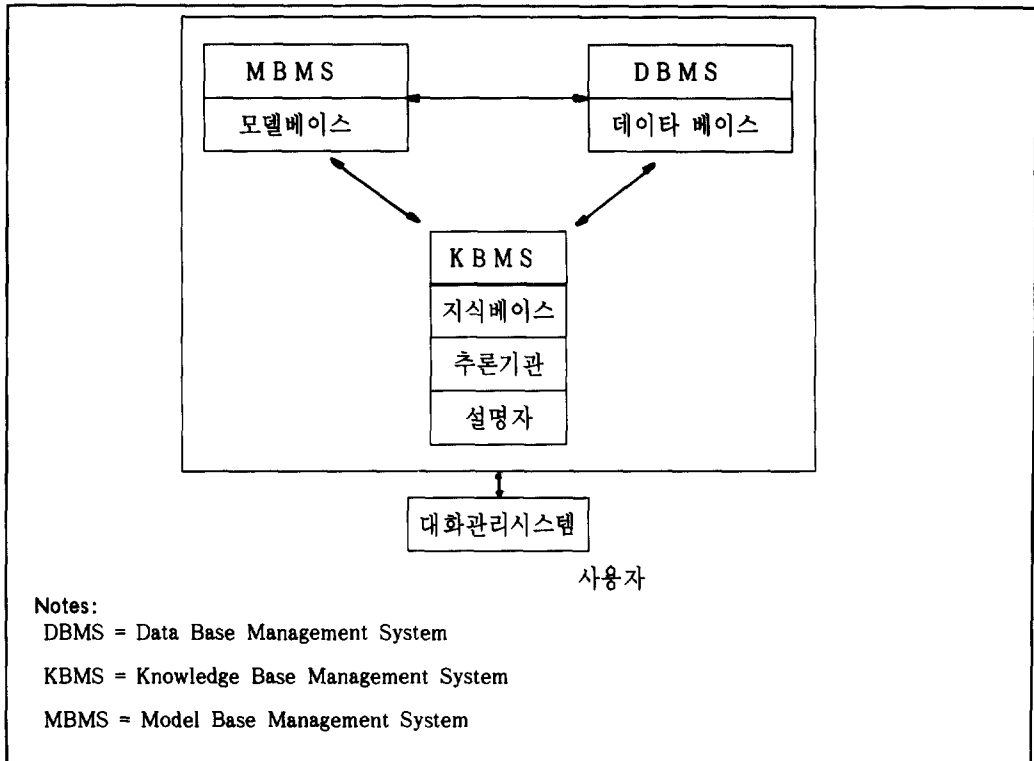 MBMS
모델베이스
DBMS
데이타 베이스
KBMS
지식베이스
추론기관
설명자
대화관리시스템
사용자
Notes:
DBMS = Data Base Management System
KBMS = Knowledge Base Management System
MBMS = Model Base Management System